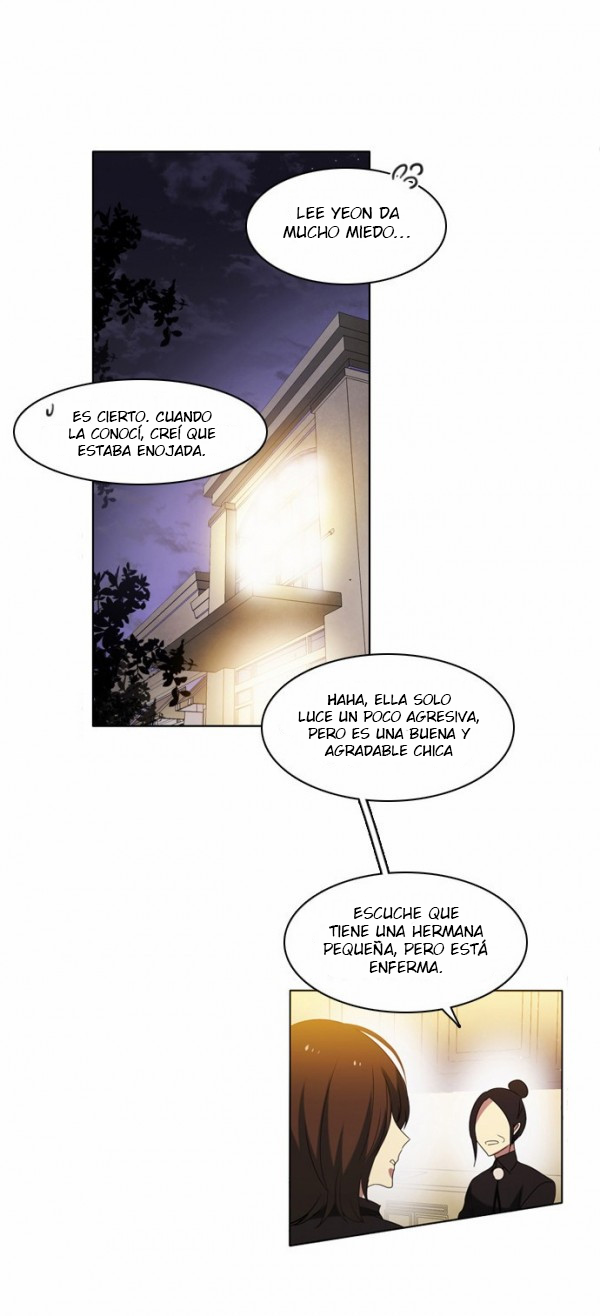 LEE YEON DA
MUCHO MIEDO...
ES CIERTO. CUANDO
LA CONOCÍ, CREÍ QUE
ESTABA ENOJADA.
HAHA, ELLA SOLO
LUCE UN POCO AGRESIVA,
PERO ES UNA BUENA Y
AGRADABLE CHICA
ESCUCHE QUE
TIENE UNA HERMANA
PEQUEÑA, PERO ESTÁ
ENFERMA.